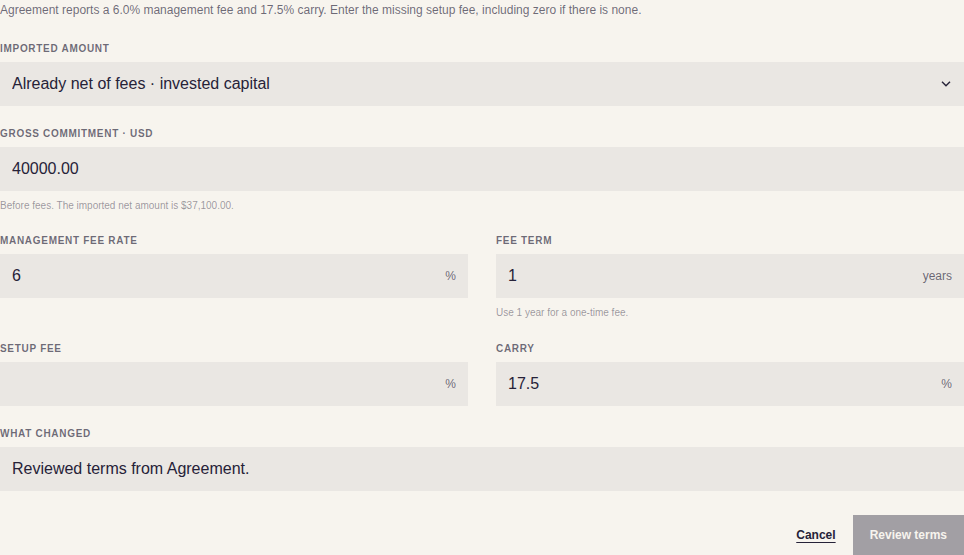 Agreement reports a 6.0% management fee and 17.5% carry. Enter the missing setup fee, including zero if there is none.
IMPORTED AMOUNT
Already net of fees · invested capital
GROSS COMMITMENT · USD
40000.00
Before fees. The imported net amount is $37,100.00.
MANAGEMENT FEE RATE
6 %
FEE TERM
1 years
Use 1 year for a one-time fee.
SETUP FEE
%
CARRY
17.5 %
WHAT CHANGED
Reviewed terms from Agreement.
Cancel Review terms